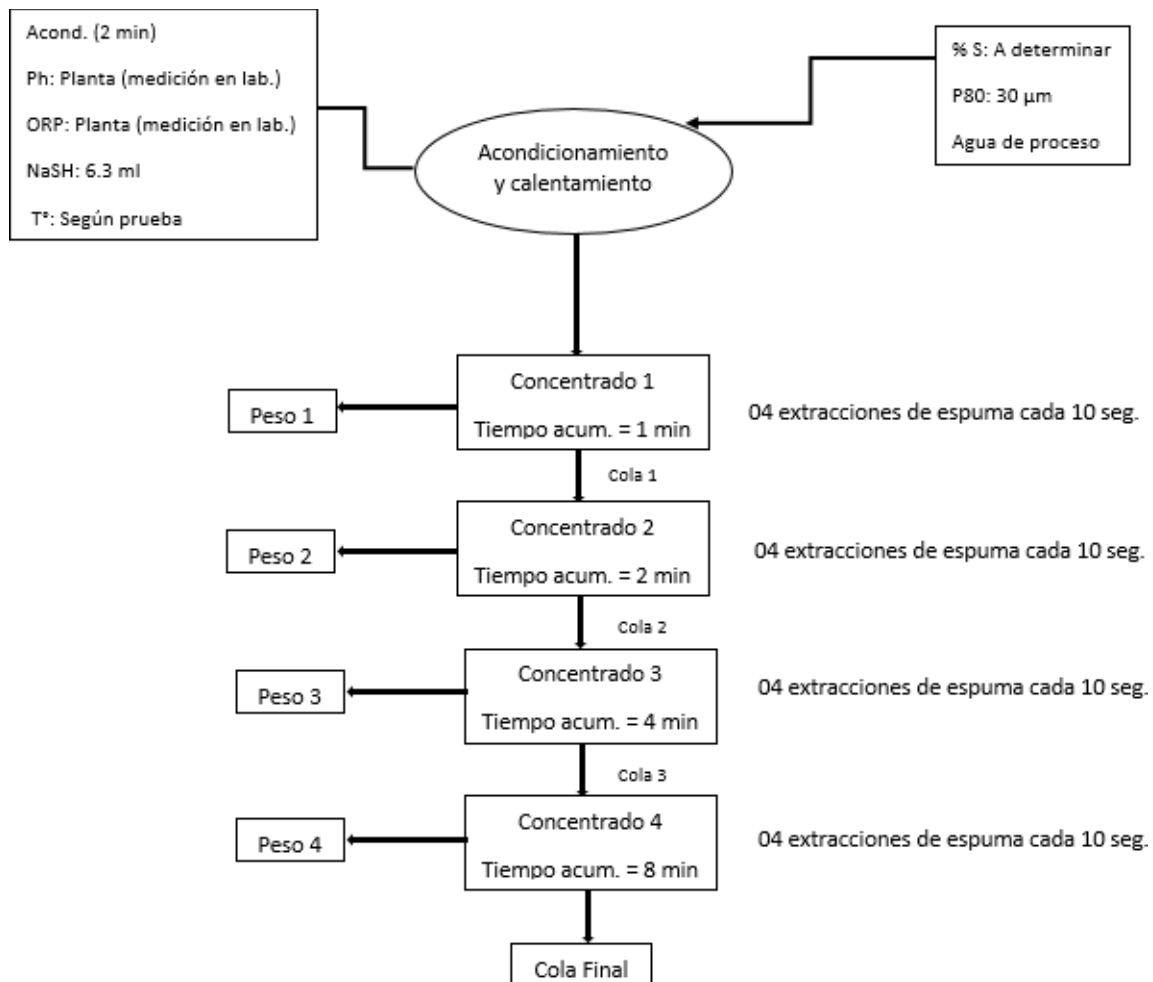 Acond. (2 min)
Ph: Planta (medición en lab.)
ORP: Planta (medición en lab.)
NaSH: 6.3 ml
T°: Según prueba
% S: A determinar
P80: 30 µm
Agua de proceso
Acondicionamiento
y calentamiento
Concentrado 1
Tiempo acum. = 1 min
Peso 1
04 extracciones de espuma cada 10 seg.
Cola 1
Concentrado 2
Tiempo acum. = 2 min
Peso 2
04 extracciones de espuma cada 10 seg.
Cola 2
Concentrado 3
Tiempo acum. = 4 min
Peso 3
04 extracciones de espuma cada 10 seg.
Cola 3
Concentrado 4
Tiempo acum. = 8 min
Peso 4
04 extracciones de espuma cada 10 seg.
Cola Final